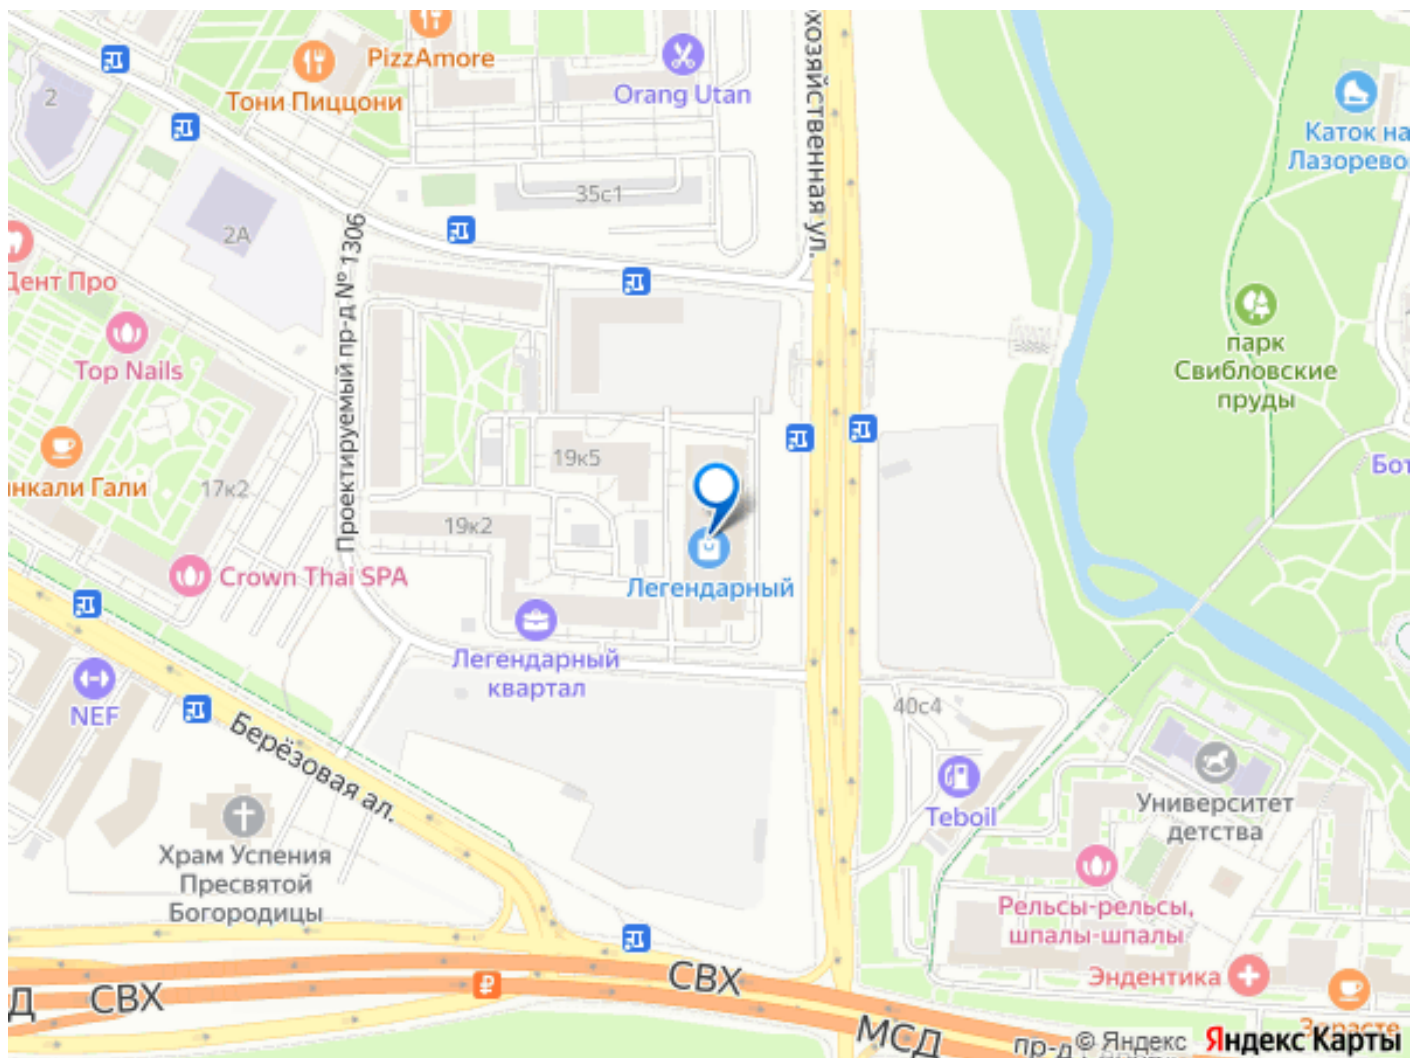 PizzAmore
Тони Пиццони
Orang Utan
хозяйственная ул.
Каток на
Лазорево
2
35с1
2А
Проектируемый пр-д № 1306
Дент Про
Top Nails
парк
Свибловские
пруды
19к5
Бот
нкали Гали
17к2
19к2
Crown Thai SPA
Легендарный
Легендарный
квартал
NEF
40с4
Берёзовая ал.
Teboil
Университет
детства
Храм Успения
Пресвятой
Богородицы
Рельсы-рельсы,
шпалы-шпалы
Эндентика
СВХ
Д
СВХ
МСД
пр-д
© Яндекс
Яндекс Карты